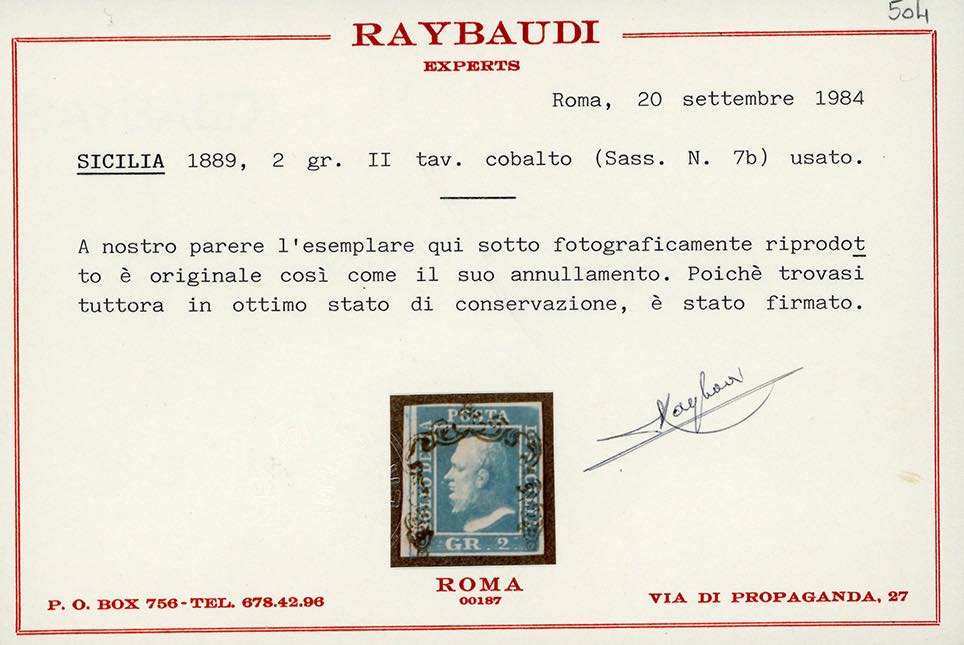 504
RAYBAUDI
EXPERTS
Roma, 20 settembre 1984
SICILIA 1889, 2 gr. II tav. cobalto (Sass. N. 7b) usato.
A nostro parere l'esemplare qui sotto fotograficamente riprodot
to è originale così come il suo annullamento. Poichè trovasi
tuttora in ottimo stato di conservazione, è stato firmato.
POSTA
GR. 2.
ROMA
00187
P. O. BOX 756 - TEL. 678.42.96
VIA DI PROPAGANDA, 27